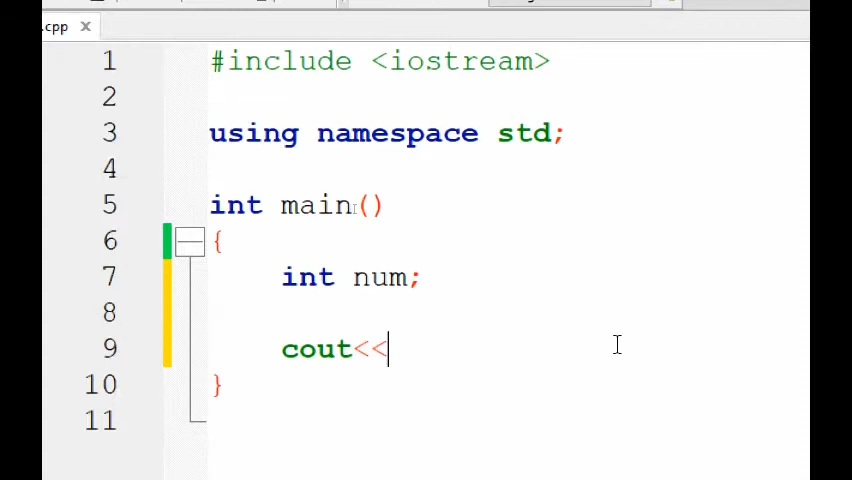 .cpp X
1 #include <iostream>
2
3 using namespace std;
4
5 int main()
6 {
7 int num;
8
9 cout<<
10 }
11